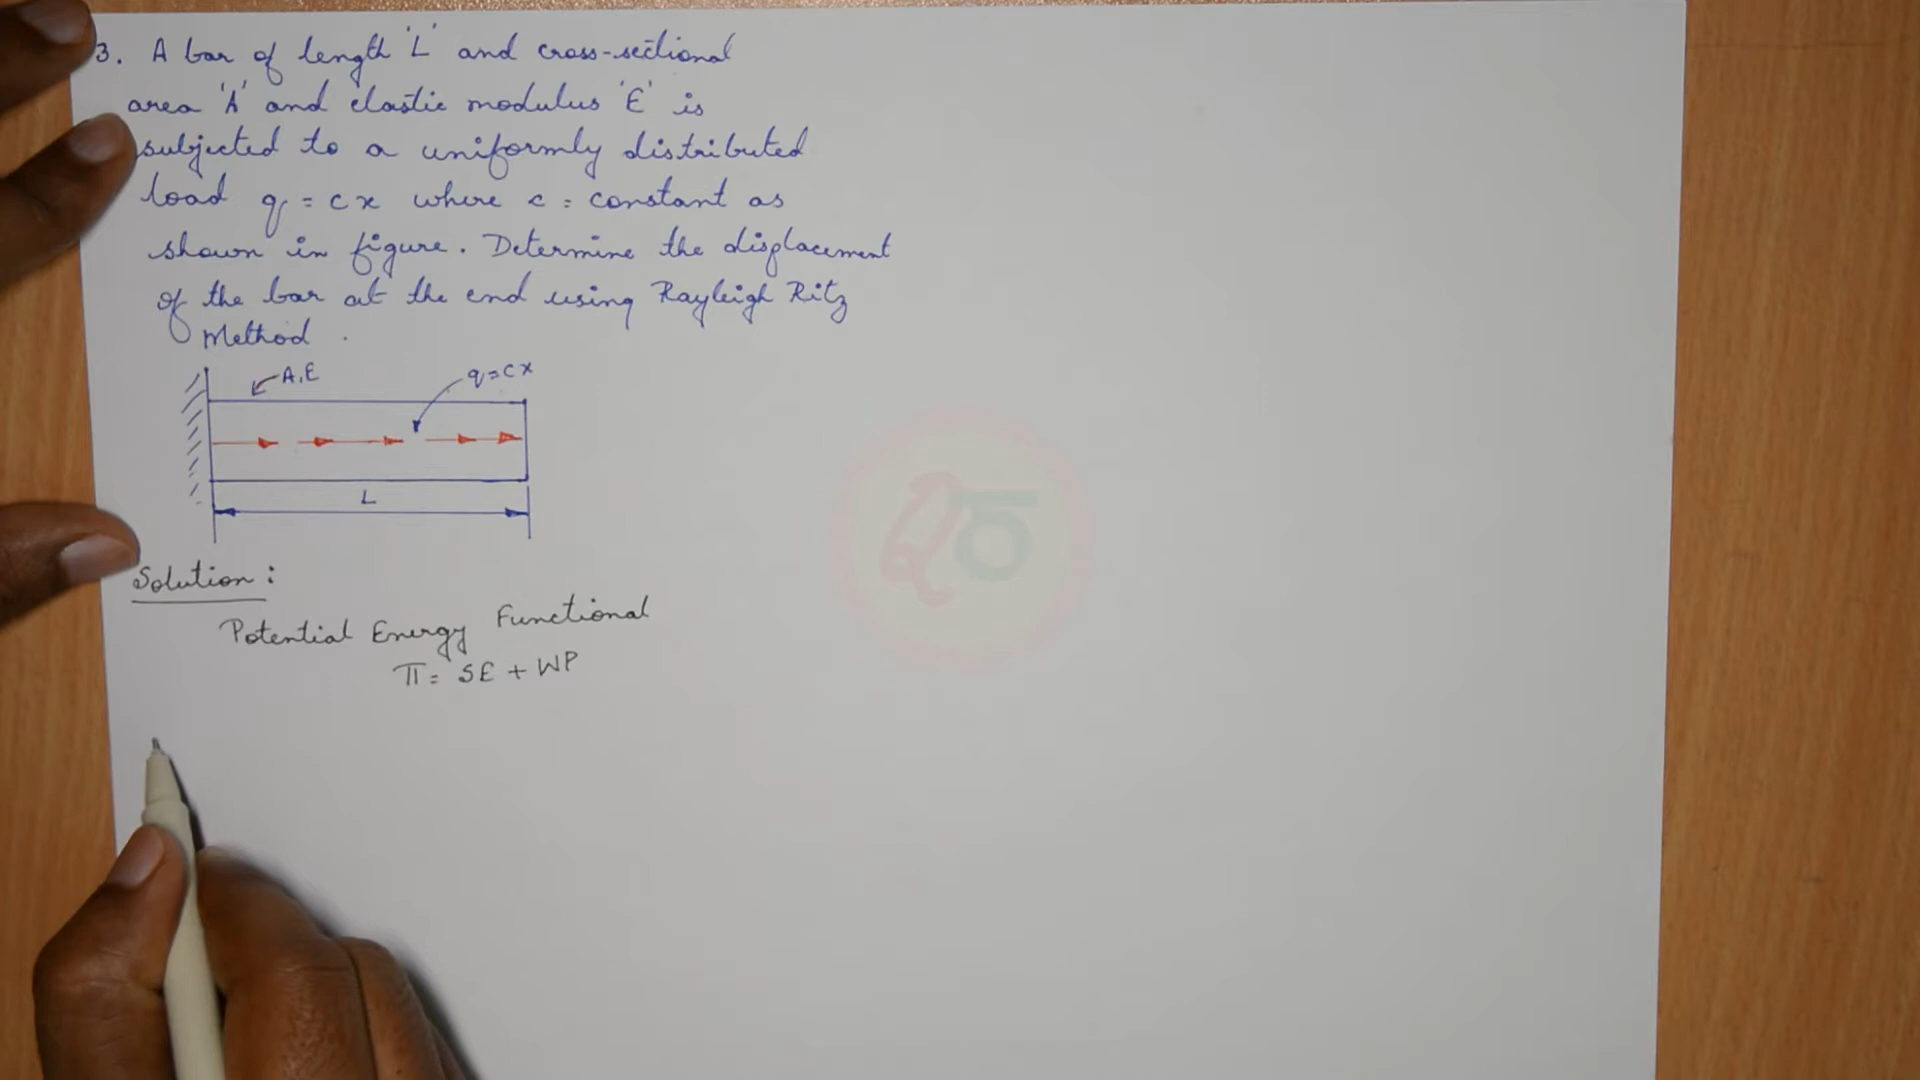 3. A bar of length 'L' and cross-sectional
area 'A' and elastic modulus 'E' is
subjected to a uniformly distributed
load q = cx where c = constant as
shown in figure. Determine the displacement
of the bar at the end using Rayleigh Ritz
Method.
A,E
q=cx
L
Solution:
Potential Energy Functional
π = SE + WP